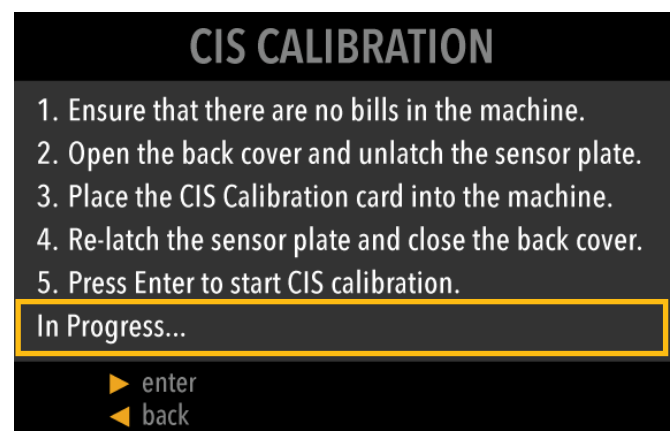 CIS CALIBRATION
1. Ensure that there are no bills in the machine.
2. Open the back cover and unlatch the sensor plate.
3. Place the CIS Calibration card into the machine.
4. Re-latch the sensor plate and close the back cover.
5. Press Enter to start CIS calibration.
In Progress...
enter
back